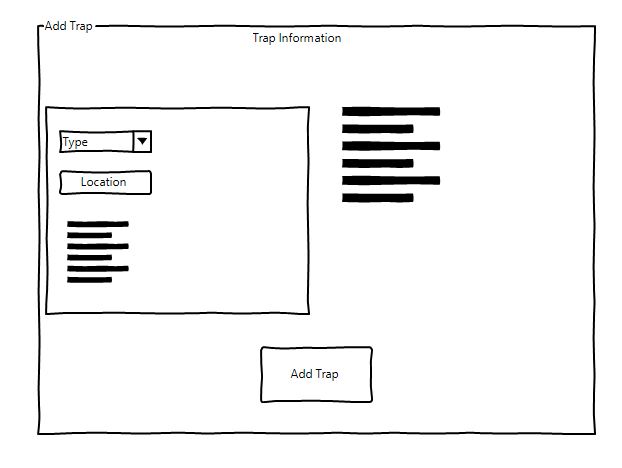 Add Trap
Trap Information
Type
Location
Add Trap